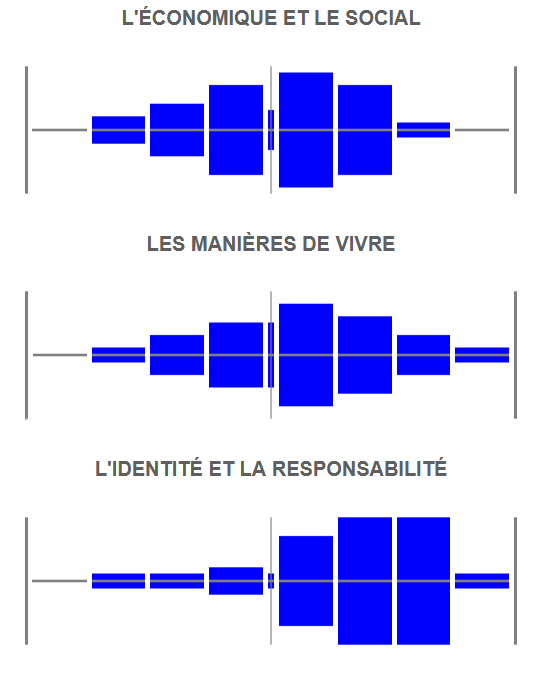 L'ÉCONOMIQUE ET LE SOCIAL
LES MANIÈRES DE VIVRE
L'IDENTITÉ ET LA RESPONSABILITÉ